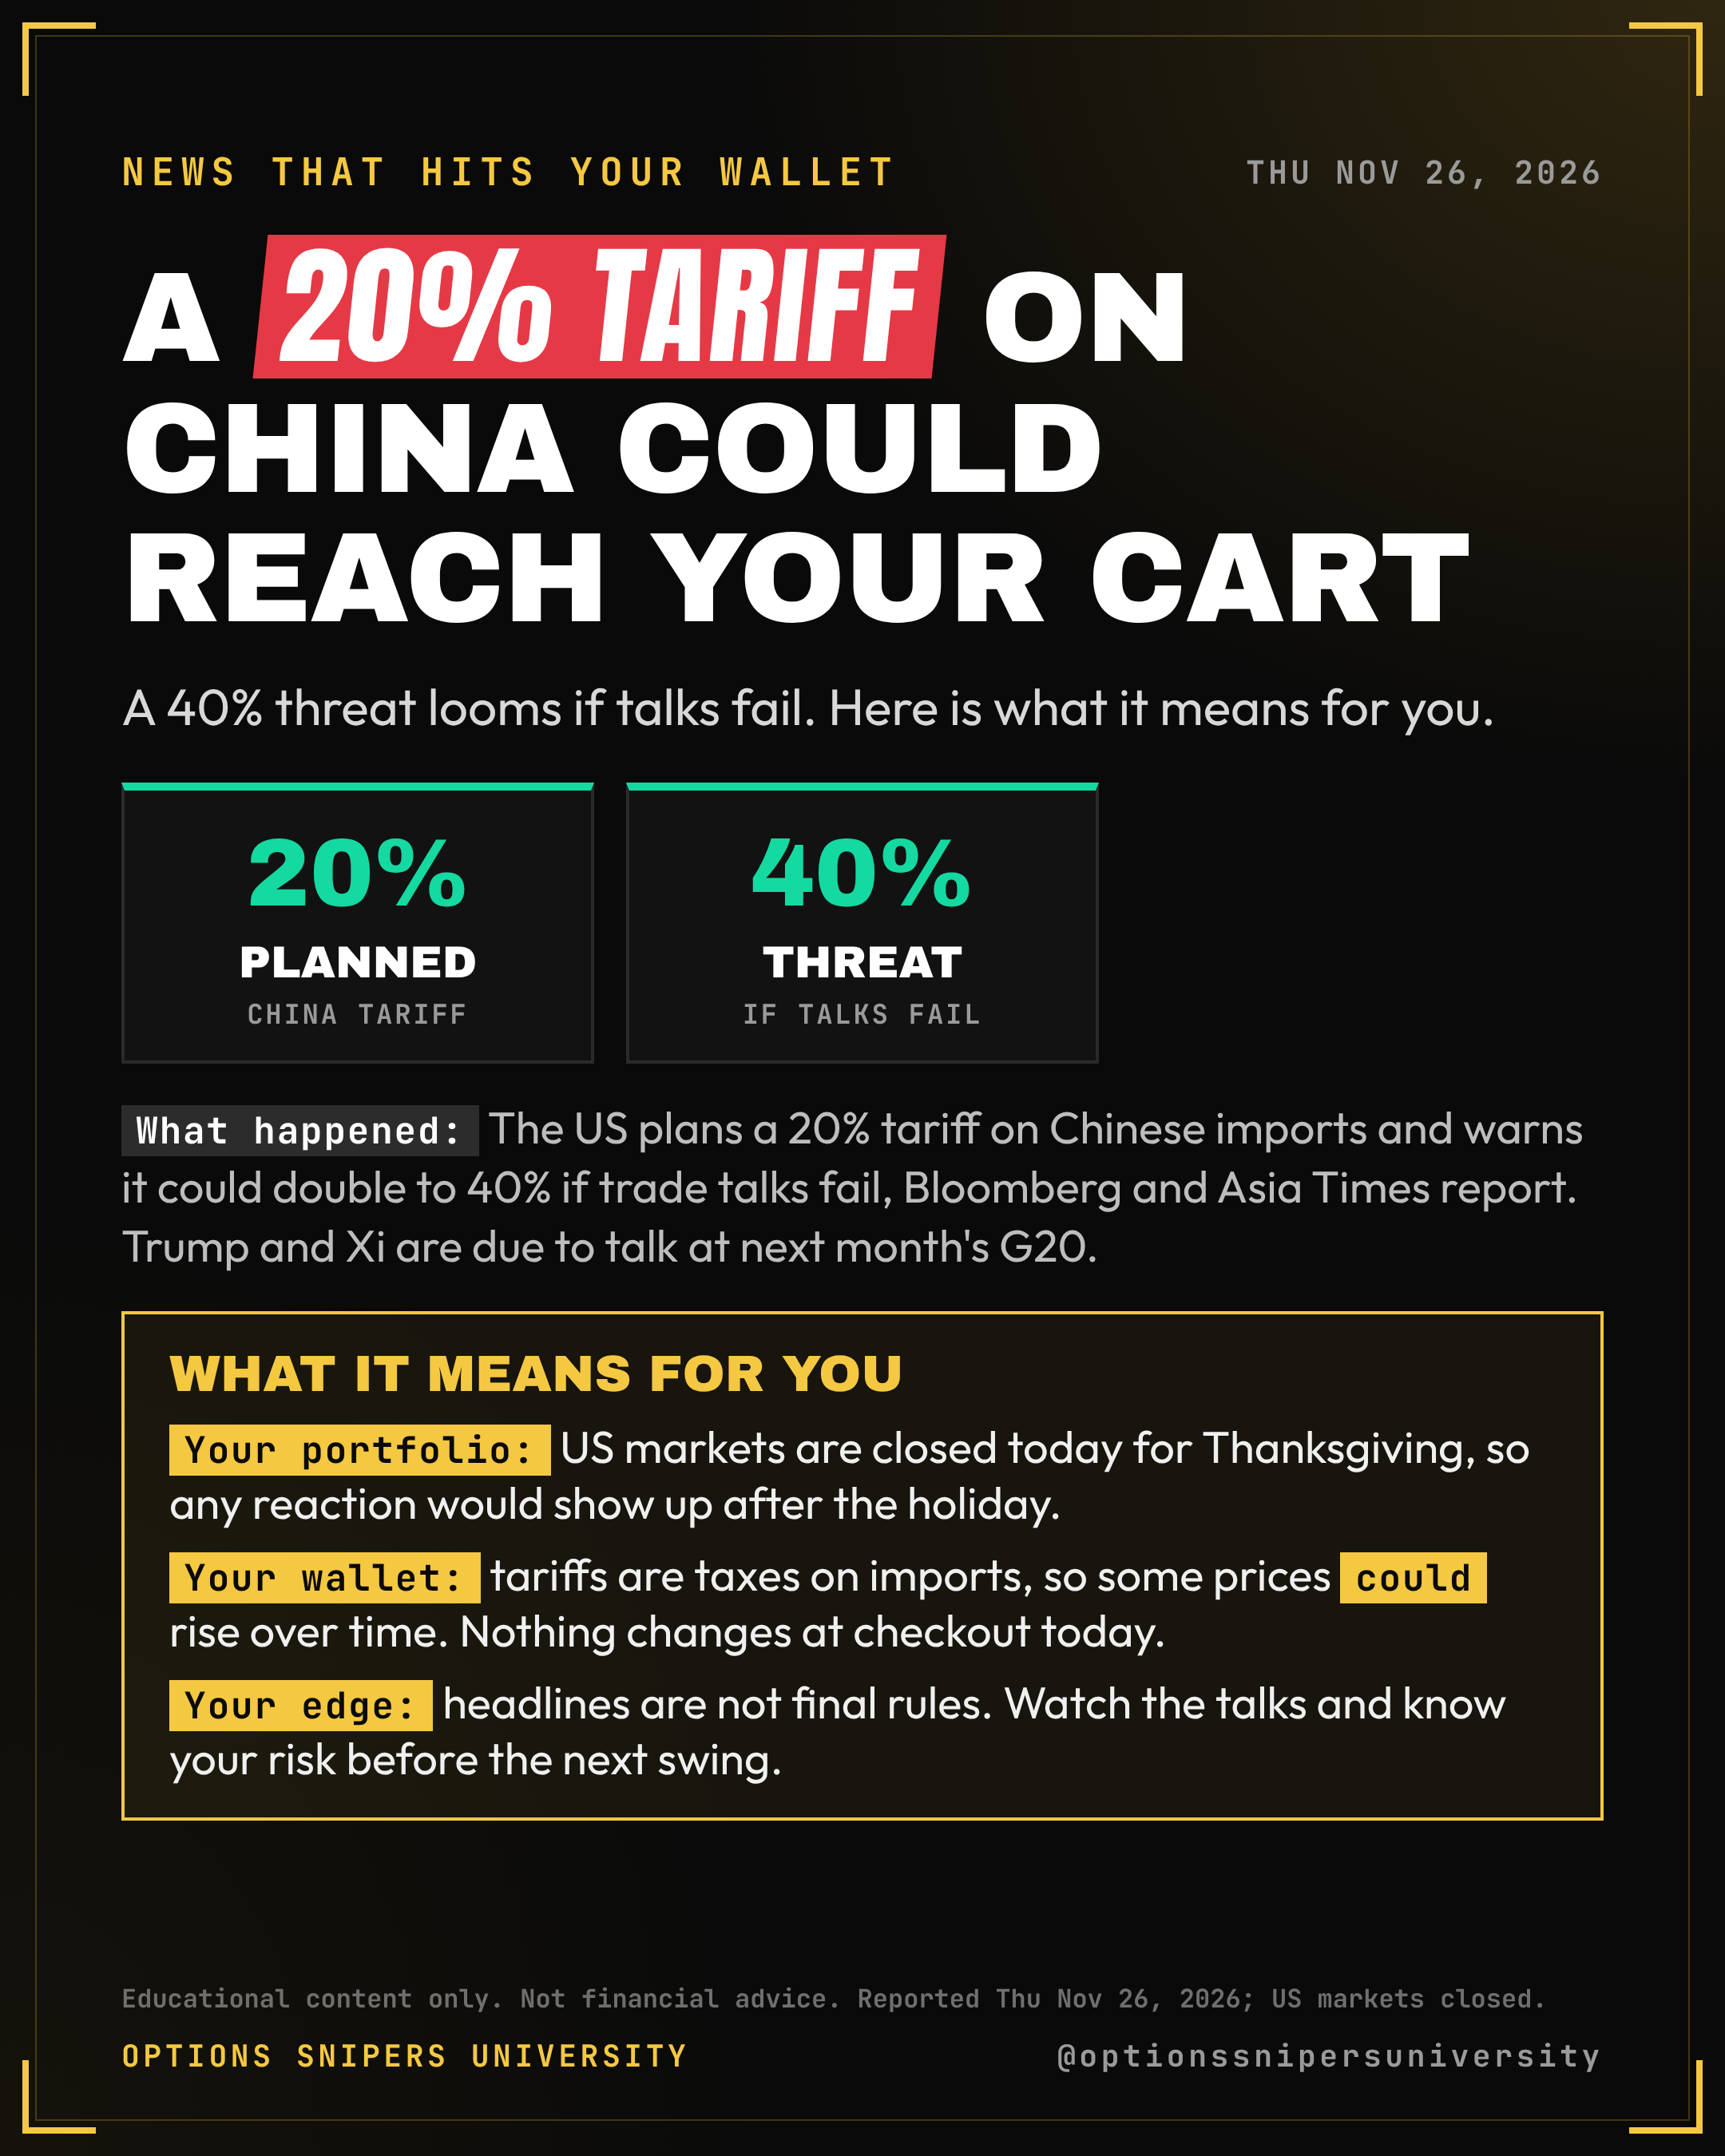 NEWS THAT HITS YOUR WALLET
THU NOV 26, 2026
A 20% TARIFF ON
CHINA COULD
REACH YOUR CART
A 40% threat looms if talks fail. Here is what it means for you.
20%
PLANNED
CHINA TARIFF
40%
THREAT
IF TALKS FAIL
What happened: The US plans a 20% tariff on Chinese imports and warns
it could double to 40% if trade talks fail, Bloomberg and Asia Times report.
Trump and Xi are due to talk at next month's G20.
WHAT IT MEANS FOR YOU
Your portfolio: US markets are closed today for Thanksgiving, so
any reaction would show up after the holiday.
Your wallet: tariffs are taxes on imports, so some prices could
rise over time. Nothing changes at checkout today.
Your edge: headlines are not final rules. Watch the talks and know
your risk before the next swing.
Educational content only. Not financial advice. Reported Thu Nov 26, 2026; US markets closed.
OPTIONS SNIPERS UNIVERSITY
@optionssnipersuniversity